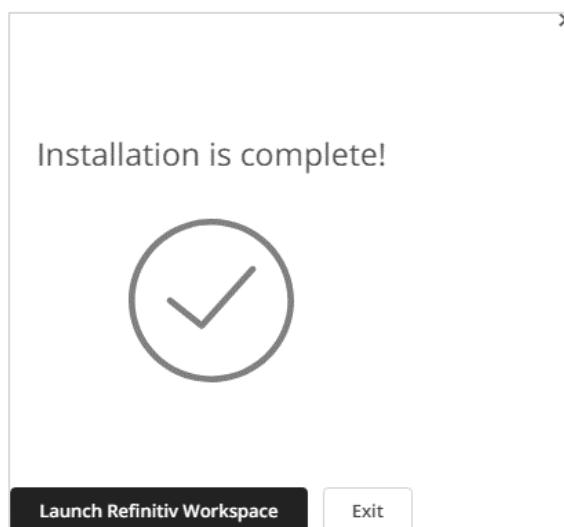 Installation is complete!
Launch Refinitiv Workspace
Exit